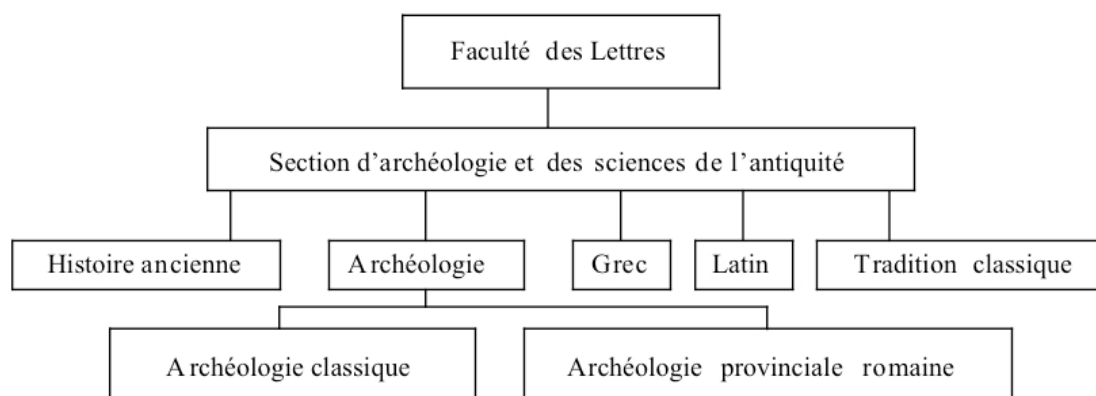 Faculté des Lettres
Section d’archéologie et des sciences de l’antiquité
Histoire ancienne
Archéologie
Grec
Latin
Tradition classique
Archéologie classique
Archéologie provinciale romaine